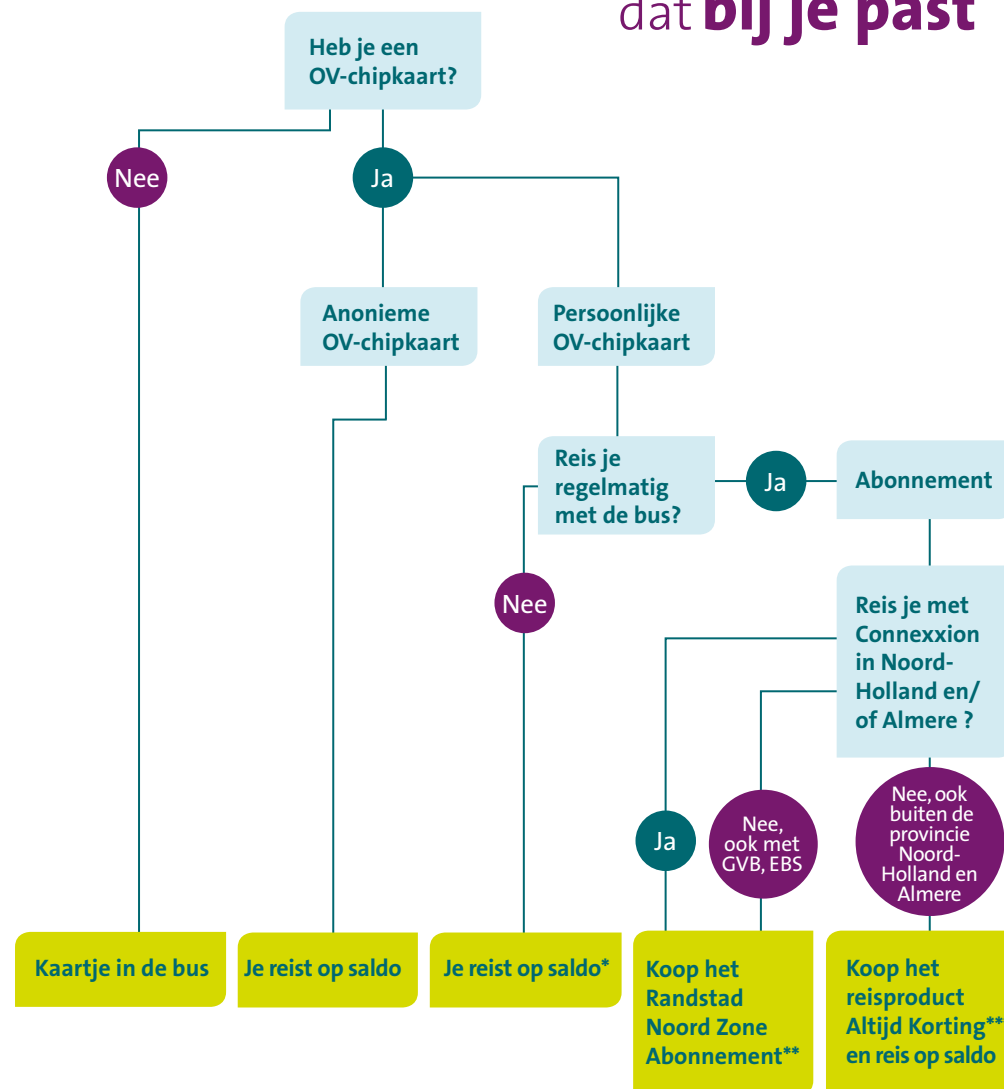 dat bij je past
Heb je een
OV-chipkaart?
Nee
Ja
Anonieme
OV-chipkaart
Persoonlijke
OV-chipkaart
Reis je
regelmatig
met de bus?
Ja
Abonnement
Nee
Reis je met
Connexxion
in Noord-
Holland en/
of Almere ?
Ja
Nee,
ook met
GVB, EBS
Nee, ook
buiten de
provincie
Noord-
Holland en
Almere
Kaartje in de bus
Je reist op saldo
Je reist op saldo*
Koop het
Randstad
Noord Zone
Abonnement**
Koop het
reisproduct
Altijd Korting**
en reis op saldo